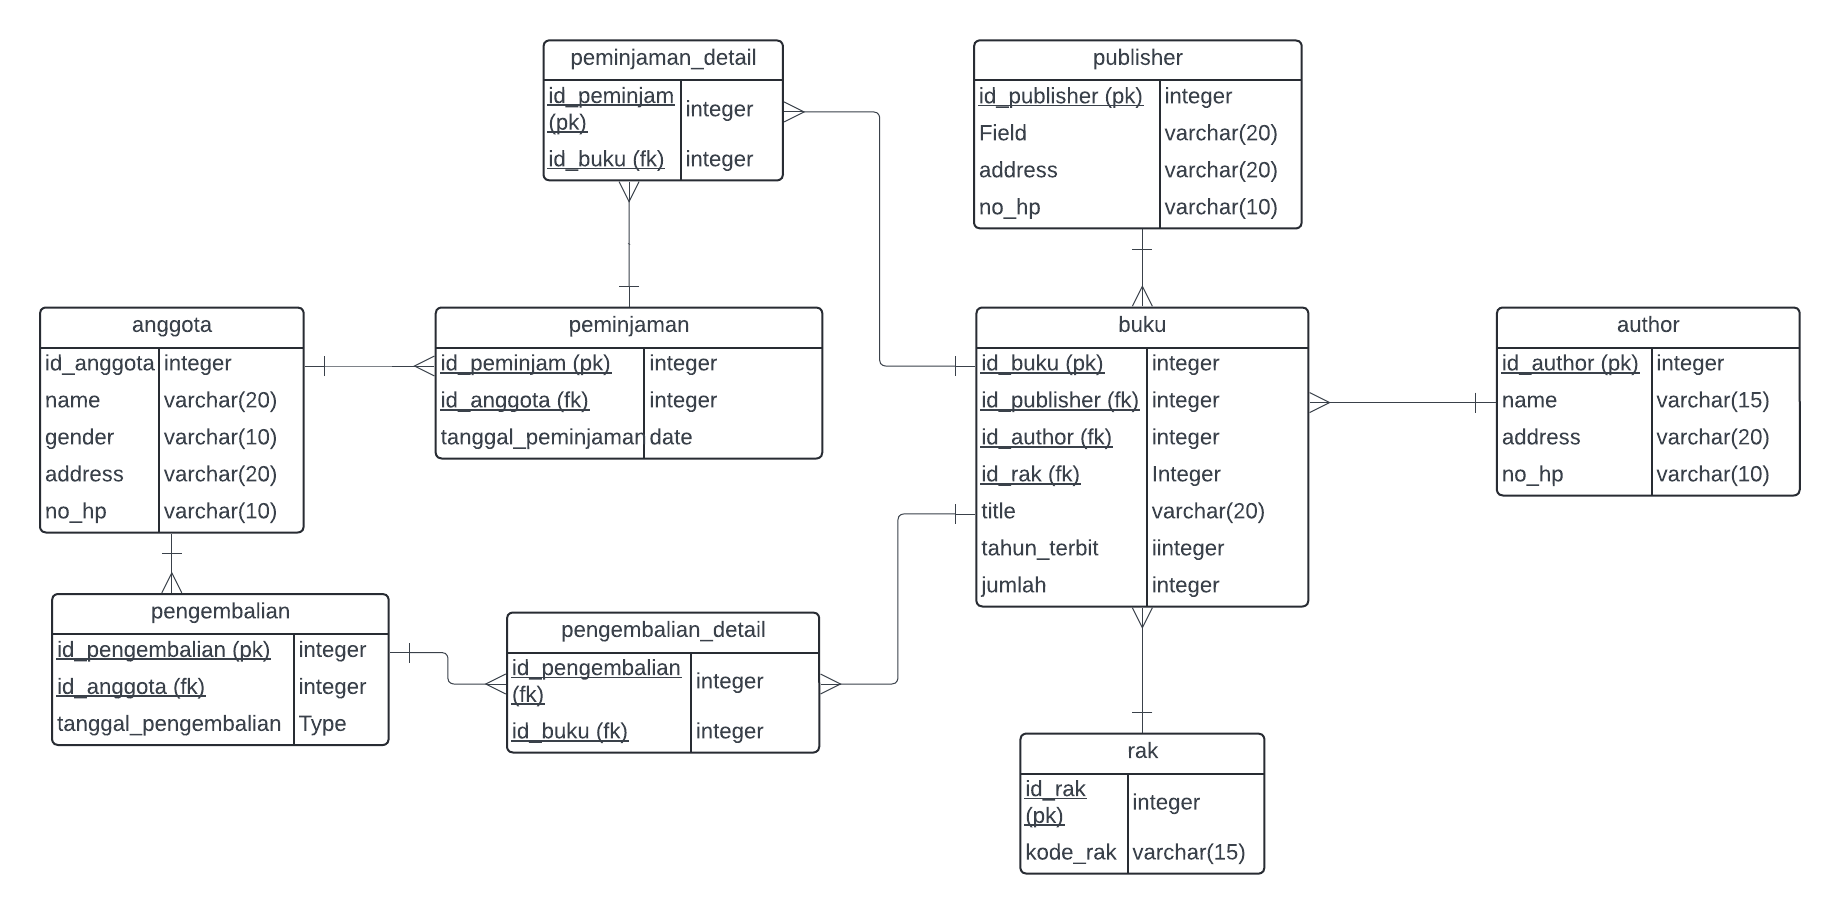 peminjaman_detail
id_peminjam
(pk)
integer
id_buku (fk)
integer
publisher
id_publisher (pk)
integer
Field
varchar(20)
address
varchar(20)
no_hp
varchar(10)
anggota
id_anggota
integer
name
varchar(20)
gender
varchar(10)
address
varchar(20)
no_hp
varchar(10)
peminjaman
id_peminjam (pk)
integer
id_anggota (fk)
integer
tanggal_peminjaman
date
buku
id_buku (pk)
integer
id_publisher (fk)
integer
id_author (fk)
integer
id_rak (fk)
Integer
title
varchar(20)
tahun_terbit
iinteger
jumlah
integer
author
id_author (pk)
integer
name
varchar(15)
address
varchar(20)
no_hp
varchar(10)
pengembalian
id_pengembalian (pk)
integer
id_anggota (fk)
integer
tanggal_pengembalian
Type
pengembalian_detail
id_pengembalian
(fk)
integer
id_buku (fk)
integer
rak
id_rak
(pk)
integer
kode_rak
varchar(15)